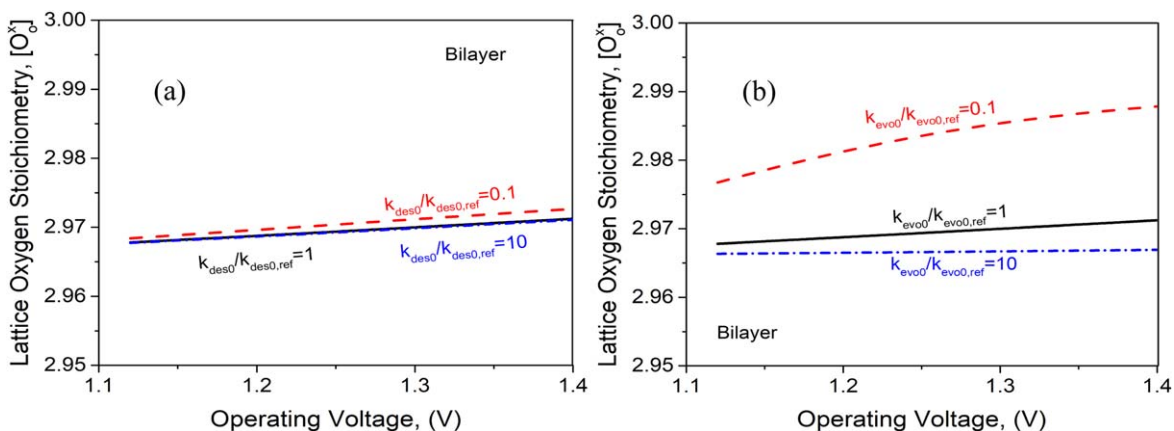 Lattice Oxygen Stoichiometry, [Oₒˣ]
3.00
2.99
2.98
2.97
2.96
2.95
(a)
Bilayer
k_des0/k_des0,ref=0.1
k_des0/k_des0,ref=1
k_des0/k_des0,ref=10
1.1
1.2
1.3
1.4
Operating Voltage, (V)
Lattice Oxygen Stoichiometry, [Oₒˣ]
3.00
2.99
2.98
2.97
2.96
2.95
(b)
k_evo0/k_evo0,ref=0.1
k_evo0/k_evo0,ref=1
k_evo0/k_evo0,ref=10
Bilayer
1.1
1.2
1.3
1.4
Operating Voltage, (V)